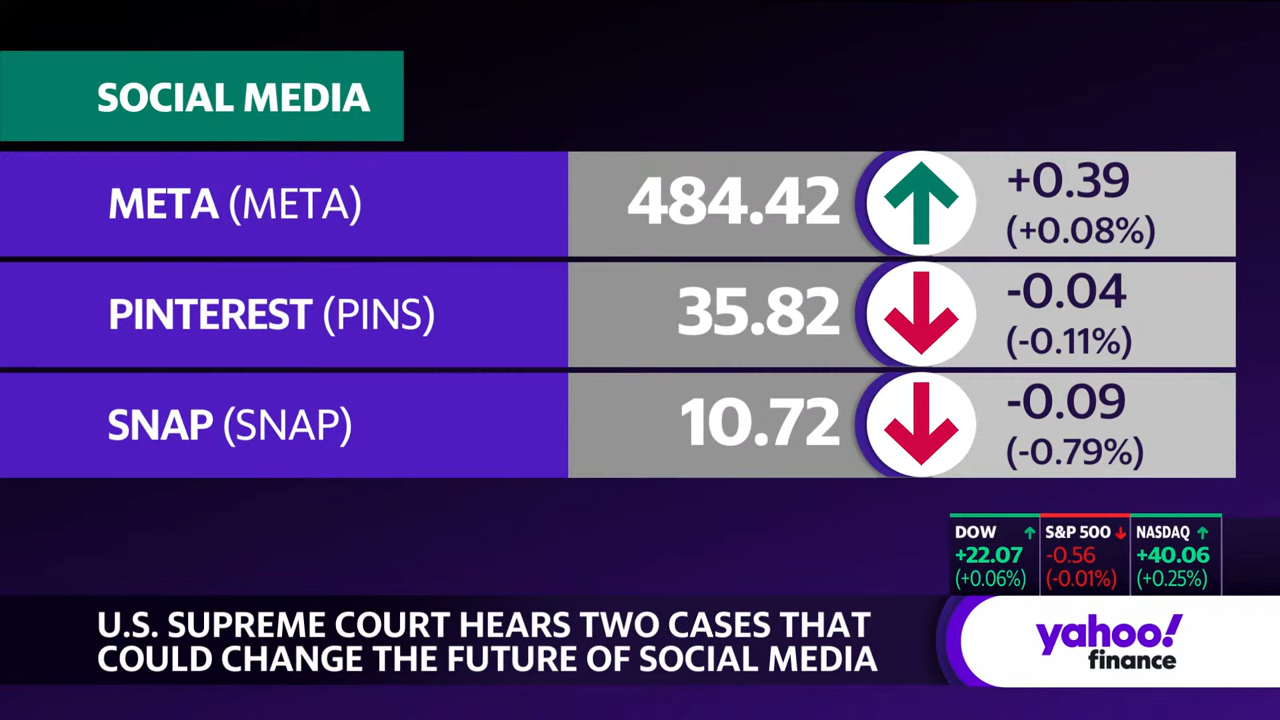 SOCIAL MEDIA
META (META) 484.42 +0.39 (+0.08%)
PINTEREST (PINS) 35.82 -0.04 (-0.11%)
SNAP (SNAP) 10.72 -0.09 (-0.79%)
DOW S&P 500 NASDAQ
+22.07 -0.56 +40.06
(+0.06%) (-0.01%) (+0.25%)
U.S. SUPREME COURT HEARS TWO CASES THAT
COULD CHANGE THE FUTURE OF SOCIAL MEDIA
yahoo!
finance